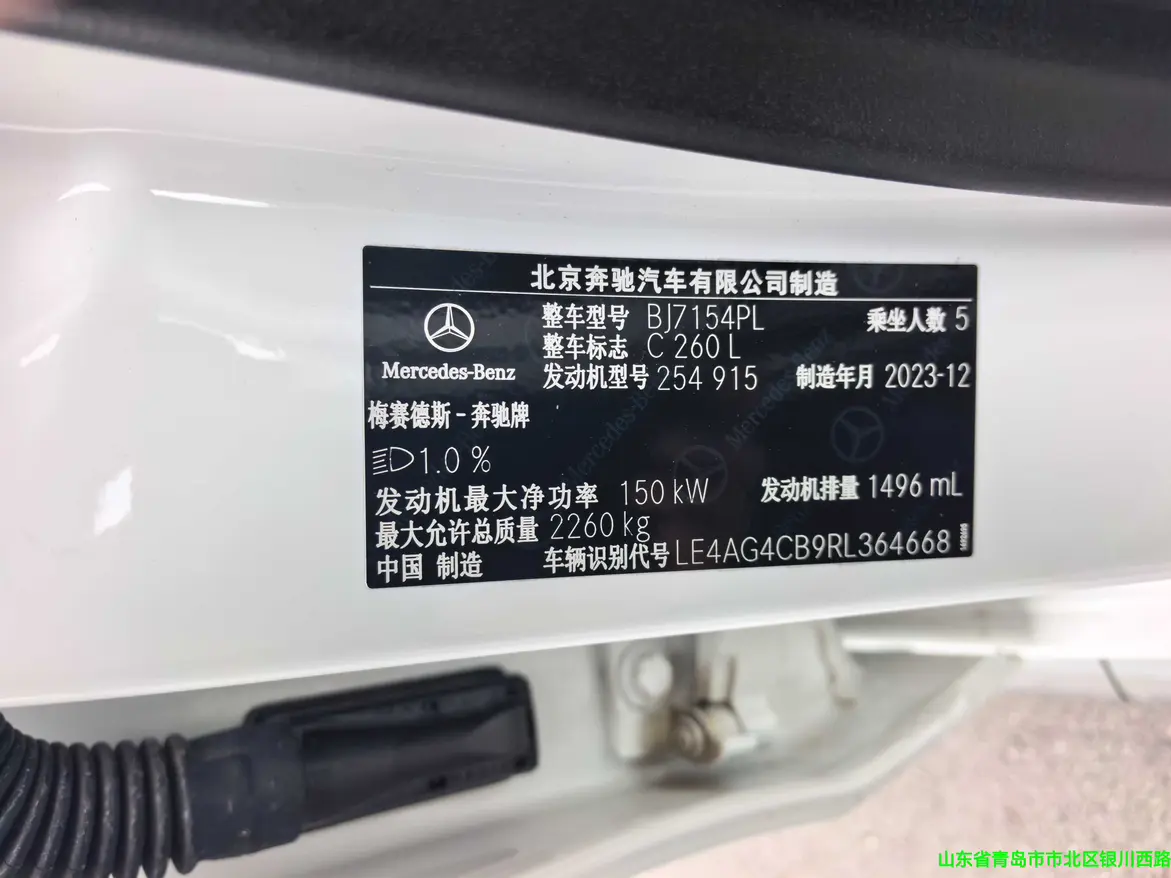 北京奔驰汽车有限公司制造
整车型号 BJ7154PL 乘坐人数 5
整车标志 C 260 L
Mercedes-Benz 发动机型号 254 915 制造年月 2023-12
梅赛德斯-奔驰牌
1.0 %
发动机最大净功率 150 kW 发动机排量 1496 mL
最大允许总质量 2260 kg
中国 制造 车辆识别代号 LE4AG4CB9RL364668
山东省青岛市市北区银川西路